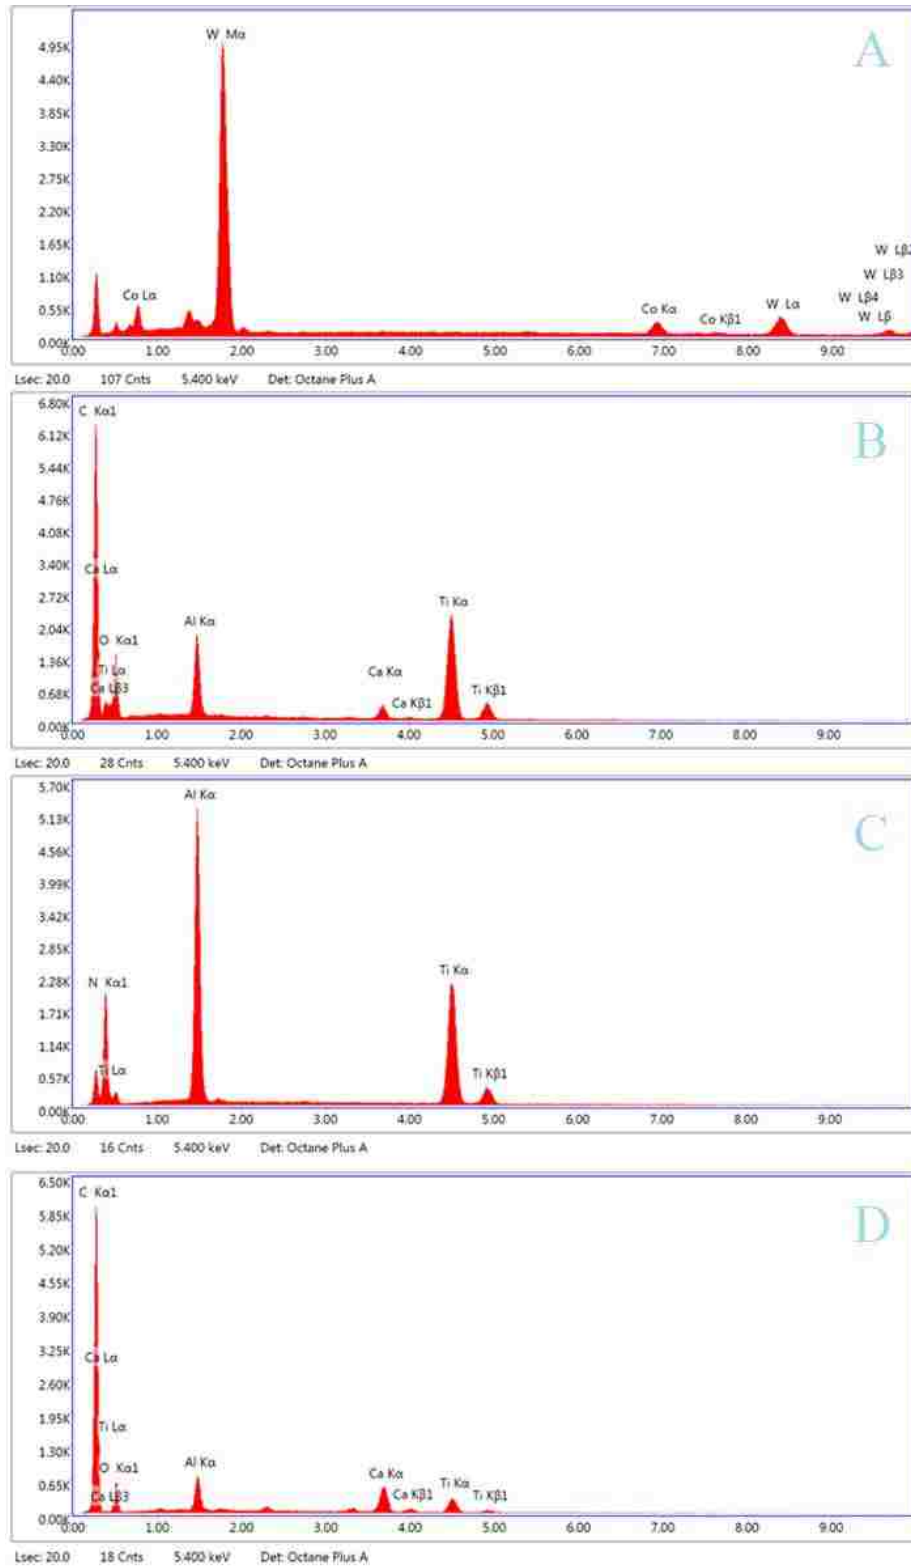 A
W Mα
4.95K
4.40K
3.85K
3.30K
2.75K
2.20K
1.65K
1.10K
0.55K
0.00K
Co Lα
Co Kα
Co Kβ1
W Lα
W Lβ2
W Lβ3
W Lβ4
W Lβ
0.00 1.00 2.00 3.00 4.00 5.00 6.00 7.00 8.00 9.00
Lsec: 20.0 107 Cnts 5.400 keV Det: Octane Plus A
B
6.80K
6.12K
5.44K
4.76K
4.08K
3.40K
2.72K
2.04K
1.36K
0.68K
0.00K
C Kα1
Ca Lα
O Kα1
Ti Lα
Ca Lβ3
Al Kα
Ca Kα
Ca Kβ1
Ti Kα
Ti Kβ1
0.00 1.00 2.00 3.00 4.00 5.00 6.00 7.00 8.00 9.00
Lsec: 20.0 28 Cnts 5.400 keV Det: Octane Plus A
C
5.70K
5.13K
4.56K
3.99K
3.42K
2.85K
2.28K
1.71K
1.14K
0.57K
0.00K
Al Kα
N Kα1
Ti Lα
Ti Kα
Ti Kβ1
0.00 1.00 2.00 3.00 4.00 5.00 6.00 7.00 8.00 9.00
Lsec: 20.0 16 Cnts 5.400 keV Det: Octane Plus A
D
6.50K
5.85K
5.20K
4.55K
3.90K
3.25K
2.60K
1.95K
1.30K
0.65K
0.00K
C Kα1
Ca Lα
Ti Lα
O Kα1
Ca Lβ3
Al Kα
Ca Kα
Ca Kβ1
Ti Kα
Ti Kβ1
0.00 1.00 2.00 3.00 4.00 5.00 6.00 7.00 8.00 9.00
Lsec: 20.0 18 Cnts 5.400 keV Det: Octane Plus A